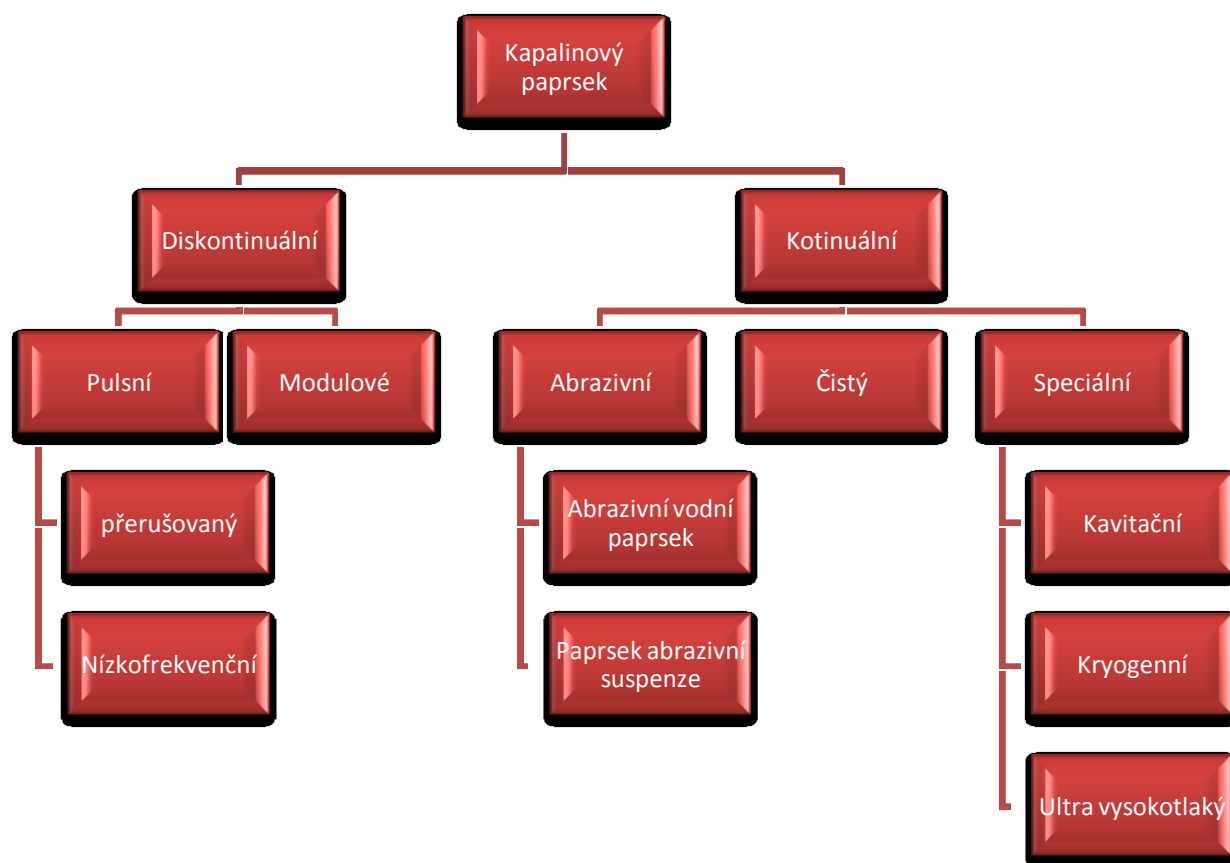 Kapalinový
paprsek
Diskontinuální
Kotinuální
Pulsní
Modulové
Abrazivní
Čistý
Speciální
přerušovaný
Nízkofrekvenční
Abrazivní vodní
paprsek
Paprsek abrazivní
suspenze
Kavitační
Kryogenní
Ultra vysokotlaký